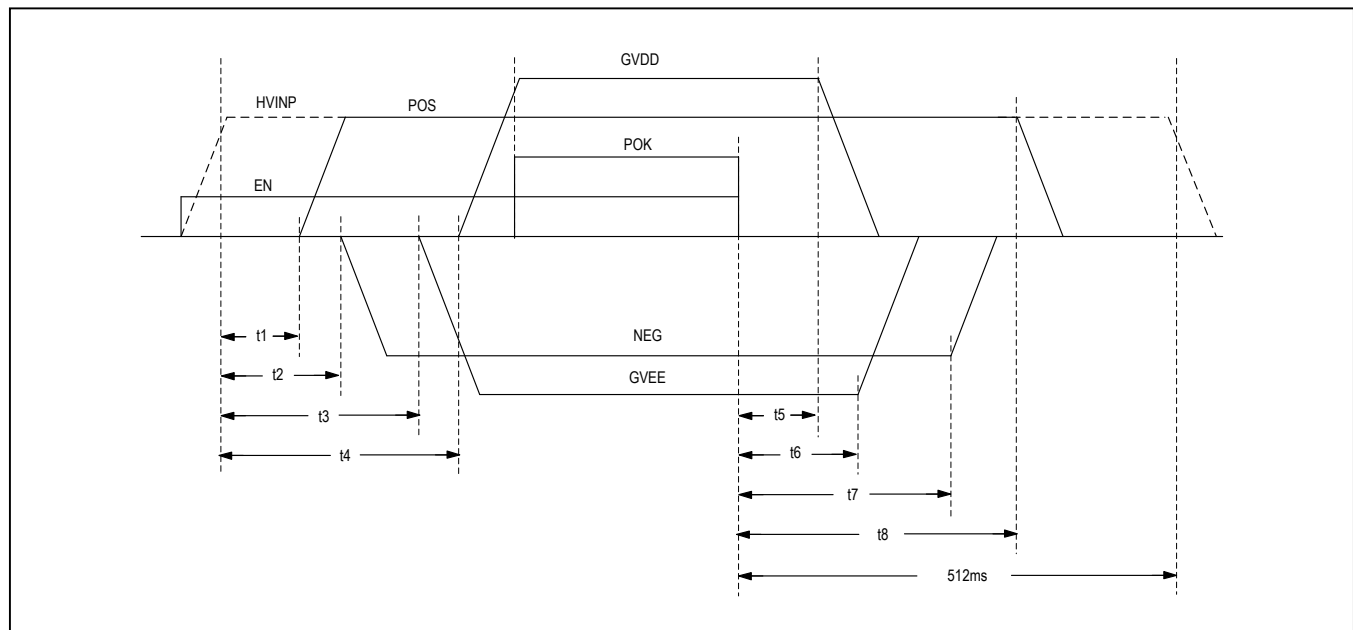 GVDD
HVINP
POS
POK
EN
t1
NEG
t2
GVEE
t3
t5
t4
t6
t7
t8
512ms